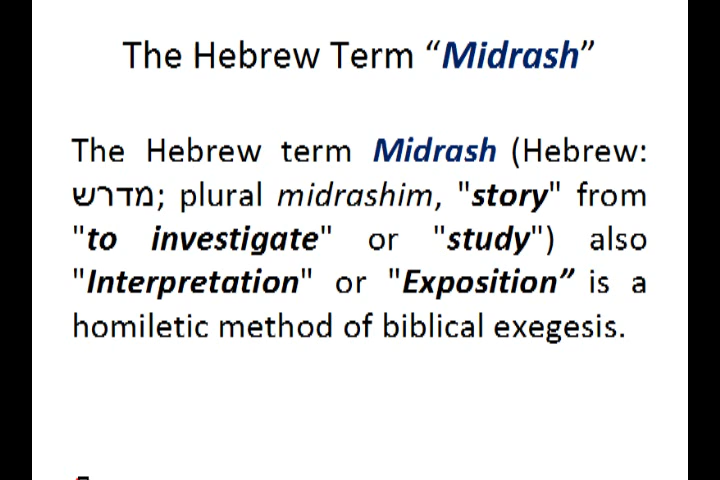 The Hebrew Term “Midrash”
The Hebrew term Midrash (Hebrew:
מדרש; plural midrashim, "story" from
"to investigate" or "study") also
"Interpretation" or "Exposition” is a
homiletic method of biblical exegesis.